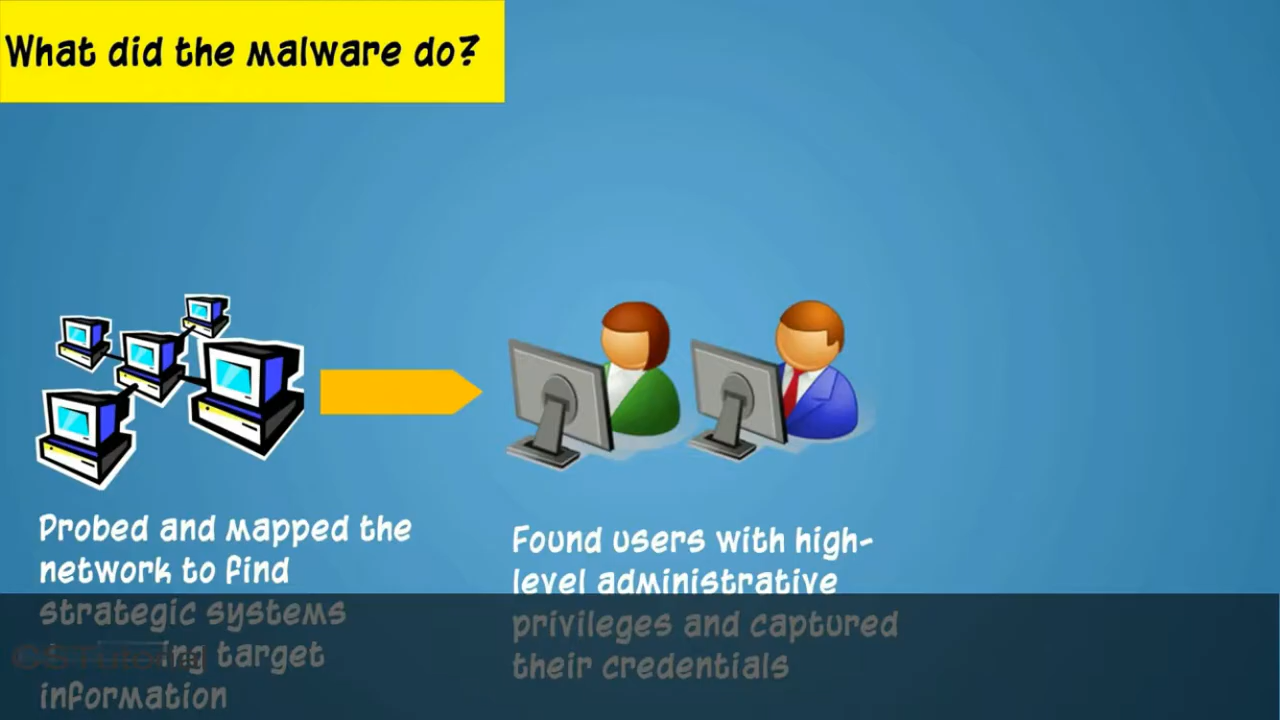 What did the malware do?
Probed and mapped the
network to find
strategic systems
target
information
Found users with high-
level administrative
privileges and captured
their credentials